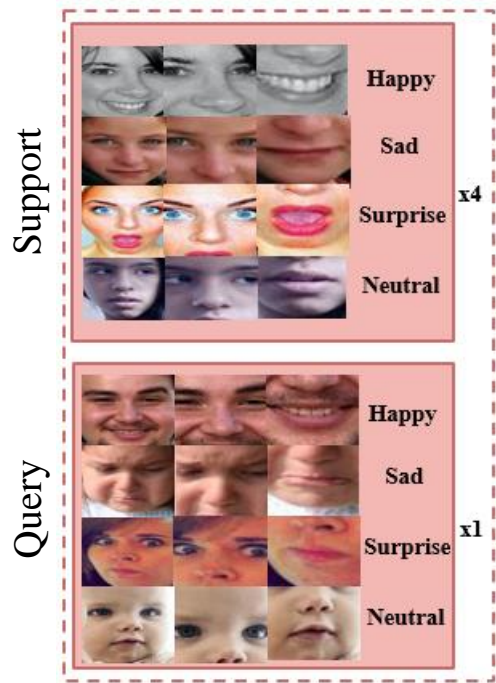 Support
Happy
Sad
Surprise
Neutral
x4
Query
Happy
Sad
Surprise
Neutral
x1